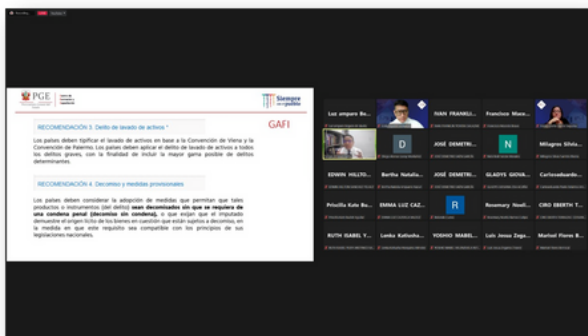 PGE
Siempre
GAFI
RECOMENDACIÓN 3. Delito de lavado de activos
Los países deben tipificar el lavado de activos en base a la Convención de Viena y la
Convención de Palermo. Los países deben aplicar el delito de lavado de activos a todos
los delitos graves, con la finalidad de incluir la mayor gama posible de delitos
determinantes.
RECOMENDACIÓN 4. Decomiso y medidas provisionales
Los países deben considerar la adopción de medidas que permitan que tales
productos o instrumentos (del delito) sean decomisados sin que se requiera de
una condena penal (decomiso sin condena), o que exijan que el imputado
demuestre el origen lícito de los bienes en cuestión que están sujetos a decomiso, en
la medida en que este requisito sea compatible con los principios de sus
legislaciones nacionales.
Luz amparo Bo...
IVAN FRANKLI...
Francisco Maca...
D
JOSÉ DEMETRI...
N
Milagros Silvia...
EDWIN HILLTO...
Bertha Natalia...
JOSÉ DEMETRI...
GLADYS GIOVA...
Carlosaeduardo...
Priscilla Kate Bo...
EMMA LUZ CAZ...
R
Rosemary Noeli...
CIRO EBERTH T...
RUTH ISABEL Y...
Lenka Katiusha...
YOSHIO MABEL...
Luis Jesus Zega...
Marisol Flores B...